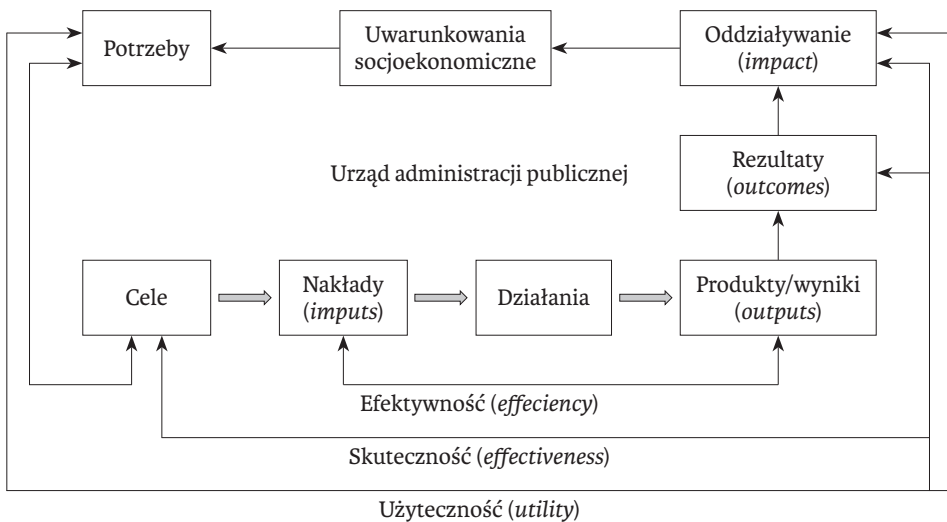 Potrzeby
Uwarunkowania
socjoekonomiczne
Oddziaływanie
(impact)
Urząd administracji publicznej
Rezultaty
(outcomes)
Cele
Nakłady
(imputs)
Działania
Produkty/wyniki
(outputs)
Efektywność (effeciency)
Skuteczność (effectiveness)
Użyteczność (utility)